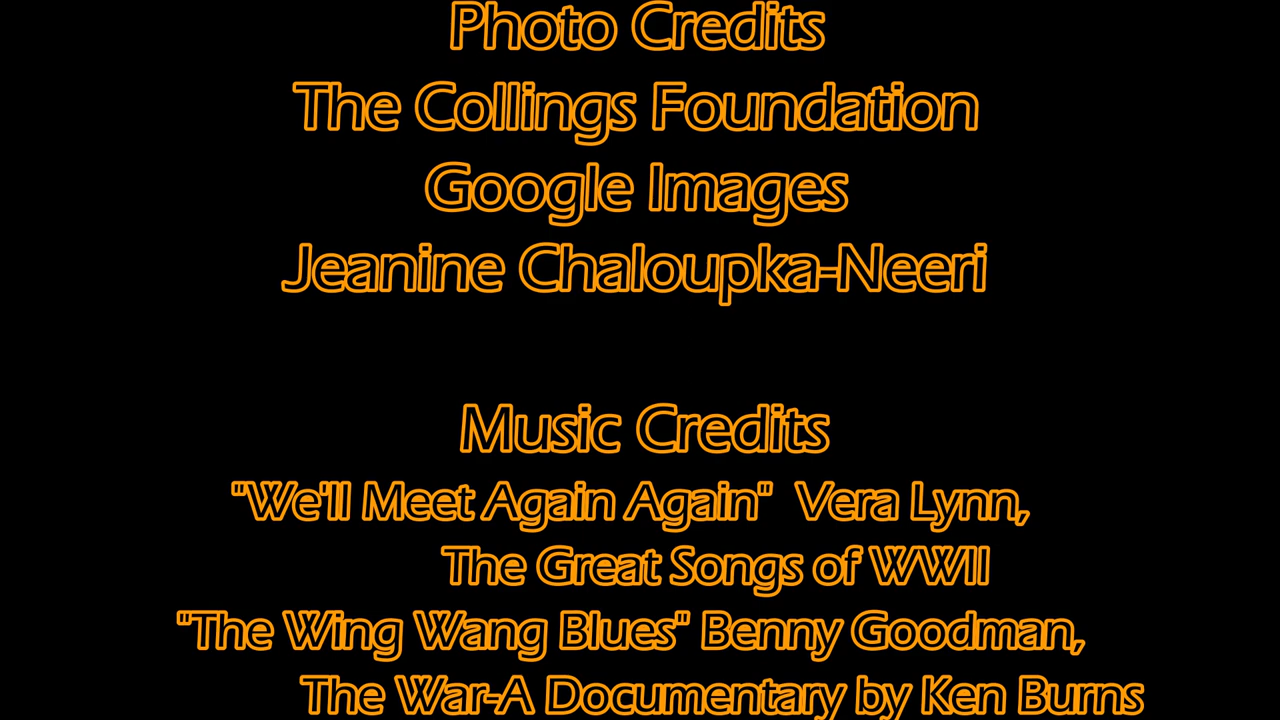 Photo Credits
The Collings Foundation
Google Images
Jeanine Chaloupka-Neeri
Music Credits
"We'll Meet Again Again" Vera Lynn,
The Great Songs of WWII
"The Wing Wang Blues" Benny Goodman,
The War-A Documentary by Ken Burns